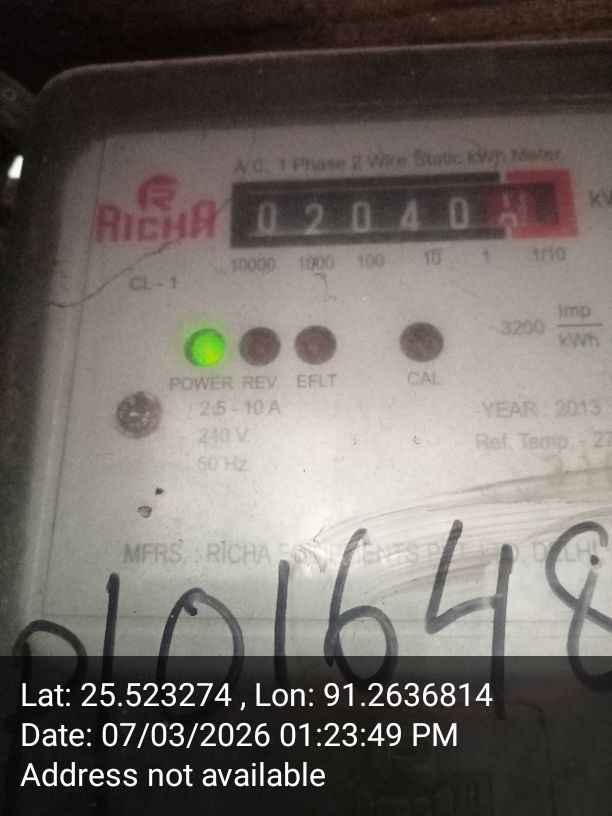 A/C. 1 Phase 2 Wire Static kWh Meter
RICHA
0 2 0 4 0
10000 1000 100 10 1 1/10
CL - 1
3200 imp
kWh
POWER REV EFLT CAL
2.5 - 10 A
YEAR : 2013
240 V.
Ref. Temp. - 27
50 Hz.
MFRS. : RICHA
DELHI
Lat: 25.523274 , Lon: 91.2636814
Date: 07/03/2026 01:23:49 PM
Address not available